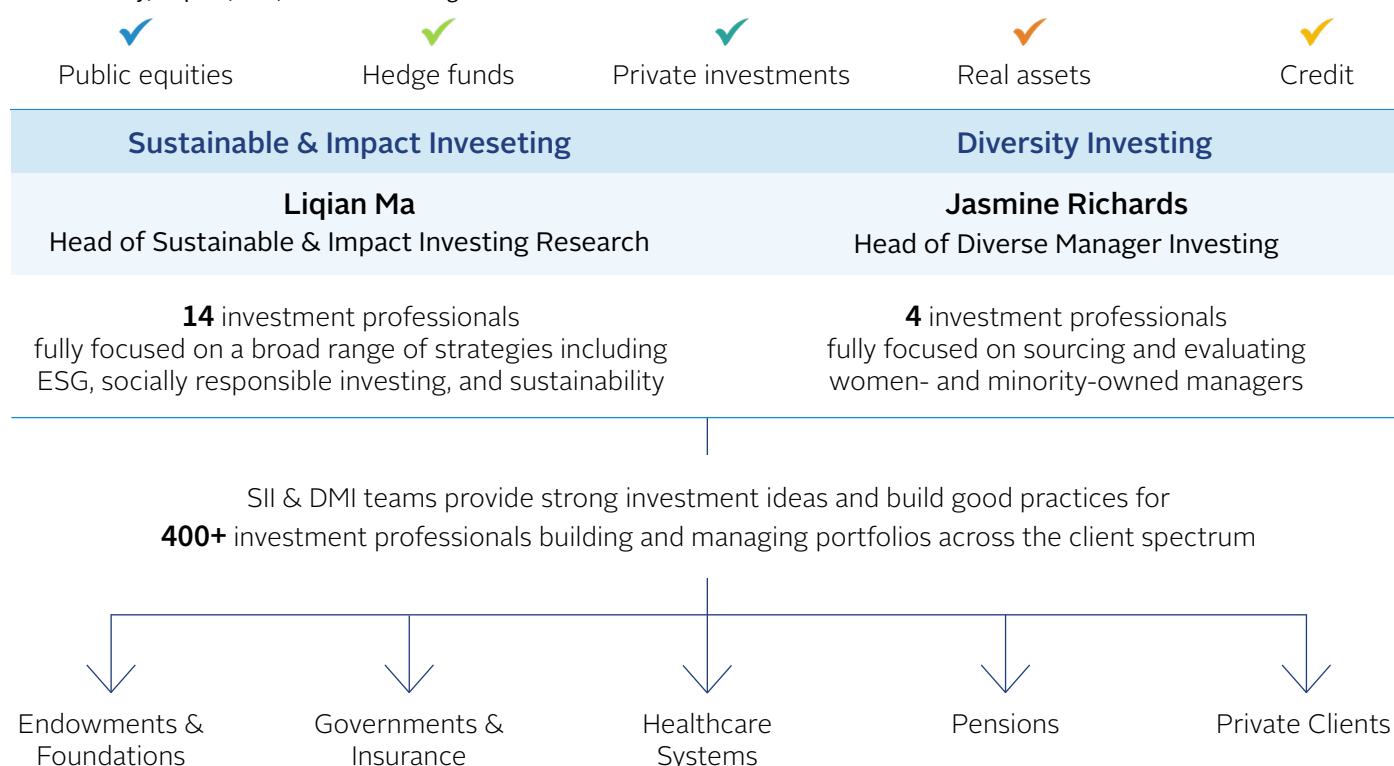 Public equities
Hedge funds
Private investments
Real assets
Credit
Sustainable & Impact Inveseting
Diversity Investing
Liqian Ma
Head of Sustainable & Impact Investing Research
Jasmine Richards
Head of Diverse Manager Investing
14 investment professionals
fully focused on a broad range of strategies including
ESG, socially responsible investing, and sustainability
4 investment professionals
fully focused on sourcing and evaluating
women- and minority-owned managers
SII & DMI teams provide strong investment ideas and build good practices for
400+ investment professionals building and managing portfolios across the client spectrum
Endowments &
Foundations
Governments &
Insurance
Healthcare
Systems
Pensions
Private Clients